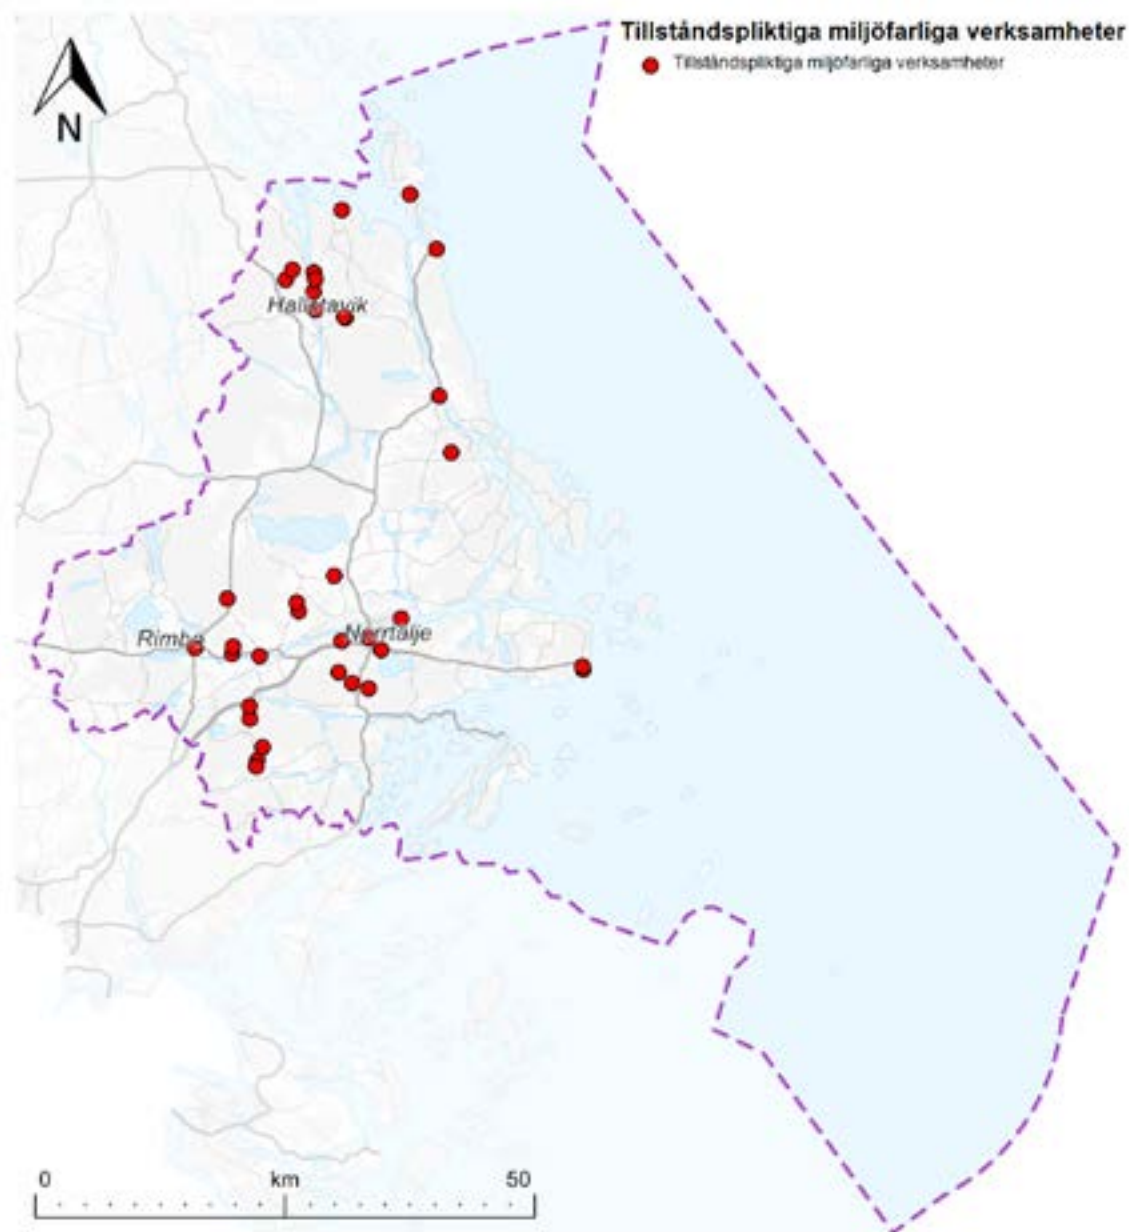 Tillståndspliktiga miljöfarliga verksamheter
Tillståndspliktiga miljöfarliga verksamheter
N
Hallstavik
Rimbo
Norrtälje
0 km 50